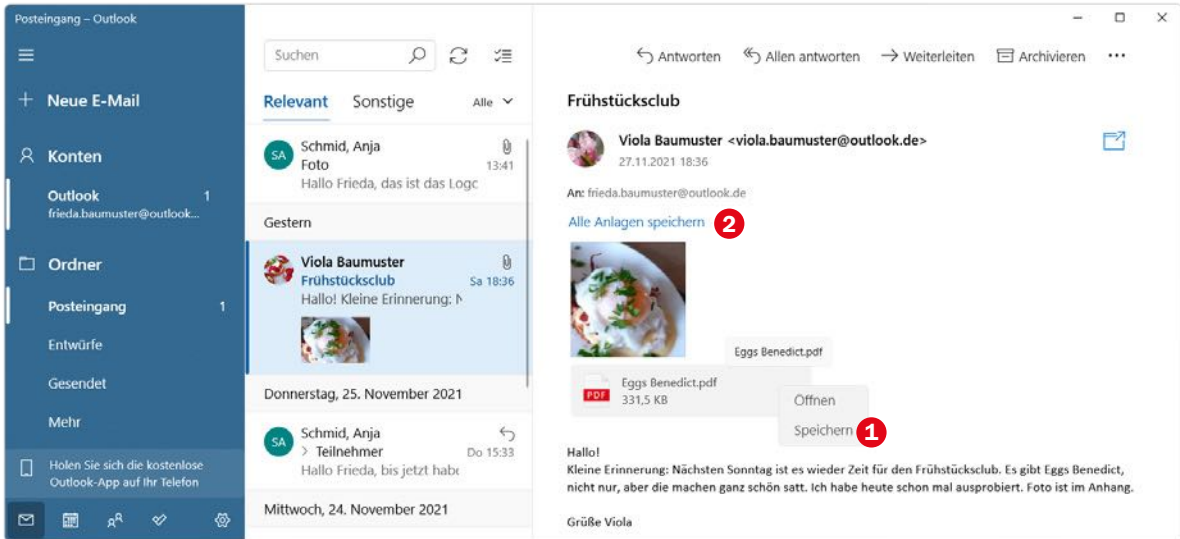 Posteingang – Outlook
Neue E-Mail
Konten
Outlook 1
frieda.baumuster@outlook...
Ordner
Posteingang 1
Entwürfe
Gesendet
Mehr
Holen Sie sich die kostenlose
Outlook-App auf Ihr Telefon
Suchen
Relevant Sonstige Alle
SA
Schmid, Anja
Foto 13:41
Hallo Frieda, das ist das Logo
Gestern
Viola Baumuster
Frühstücksclub Sa 18:36
Hallo! Kleine Erinnerung: N
Donnerstag, 25. November 2021
SA
Schmid, Anja
> Teilnehmer Do 15:33
Hallo Frieda, bis jetzt habe
Mittwoch, 24. November 2021
Antworten Allen antworten Weiterleiten Archivieren
Frühstücksclub
Viola Baumuster <viola.baumuster@outlook.de>
27.11.2021 18:36
An: frieda.baumuster@outlook.de
Alle Anlagen speichern 2
Eggs Benedict.pdf
PDF
Eggs Benedict.pdf
331,5 KB
Öffnen
Speichern 1
Hallo!
Kleine Erinnerung: Nächsten Sonntag ist es wieder Zeit für den Frühstücksclub. Es gibt Eggs Benedict,
nicht nur, aber die machen ganz schön satt. Ich habe heute schon mal ausprobiert. Foto ist im Anhang.
Grüße Viola